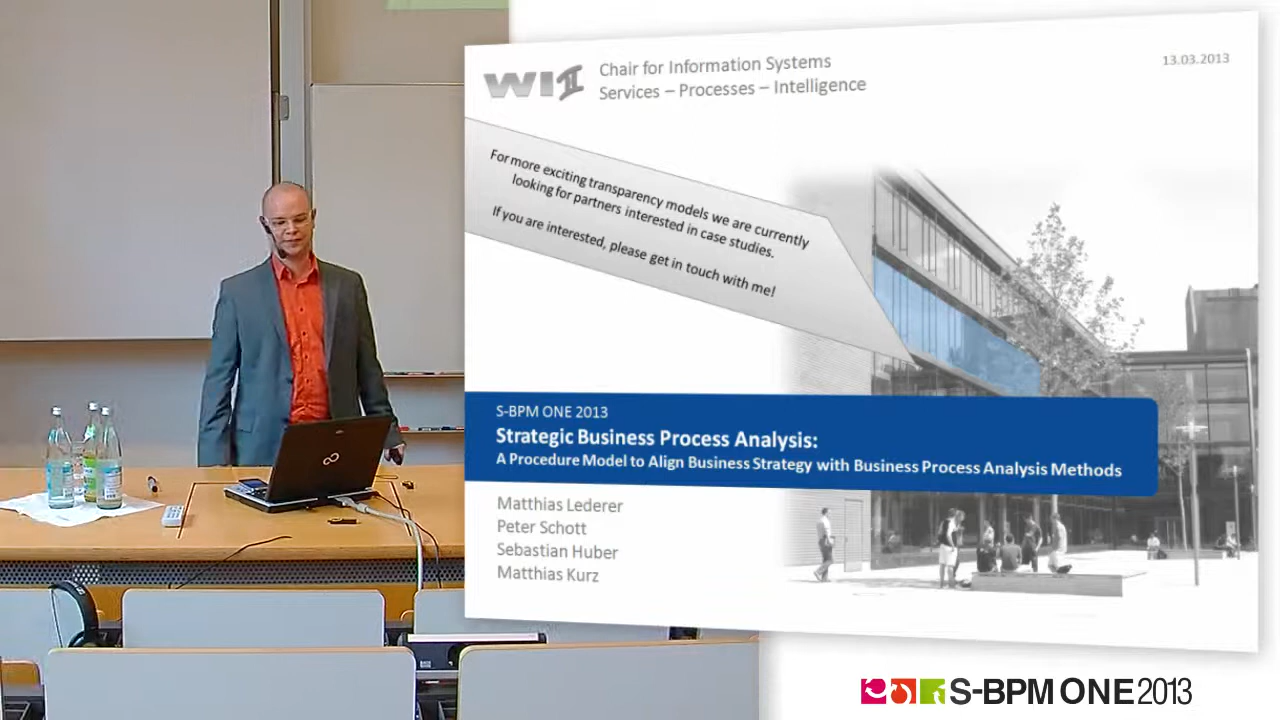 WI II
Chair for Information Systems
Services – Processes – Intelligence
13.03.2013
For more exciting transparency models we are currently
looking for partners interested in case studies.
If you are interested, please get in touch with me!
S-BPM ONE 2013
Strategic Business Process Analysis:
A Procedure Model to Align Business Strategy with Business Process Analysis Methods
Matthias Lederer
Peter Schott
Sebastian Huber
Matthias Kurz
S-BPM ONE 2013